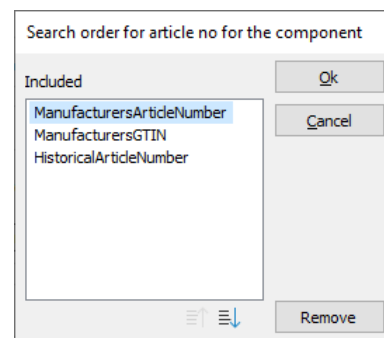 Search order for article no for the component
Included
Ok
ManufacturersArticleNumber
Cancel
ManufacturersGTIN
HistoricalArticleNumber
Remove